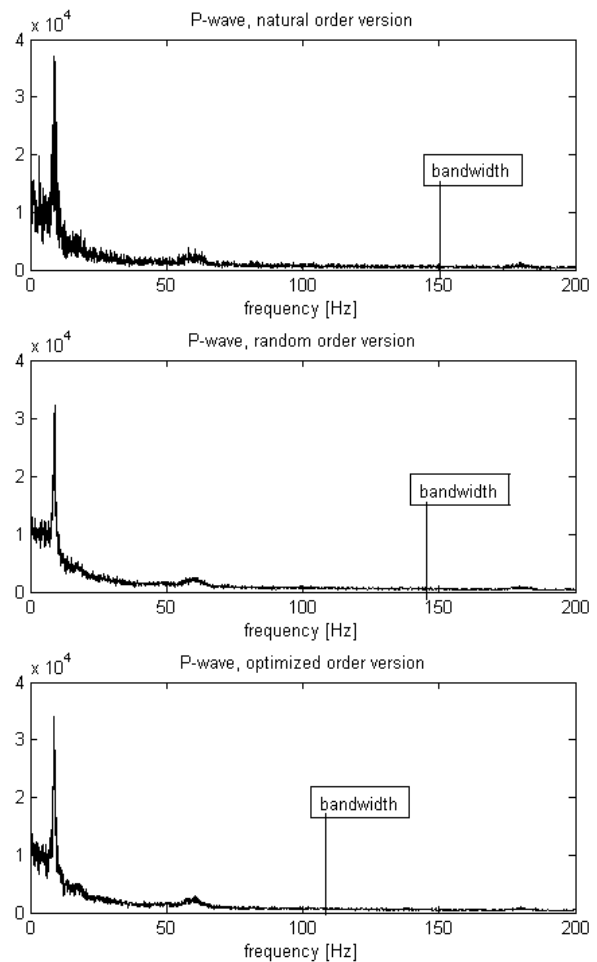 P-wave, natural order version
x 10^4
4
3
2
1
0
bandwidth
0 50 100 150 200
frequency [Hz]
P-wave, random order version
x 10^4
4
3
2
1
0
bandwidth
0 50 100 150 200
frequency [Hz]
P-wave, optimized order version
x 10^4
4
3
2
1
0
bandwidth
0 50 100 150 200
frequency [Hz]